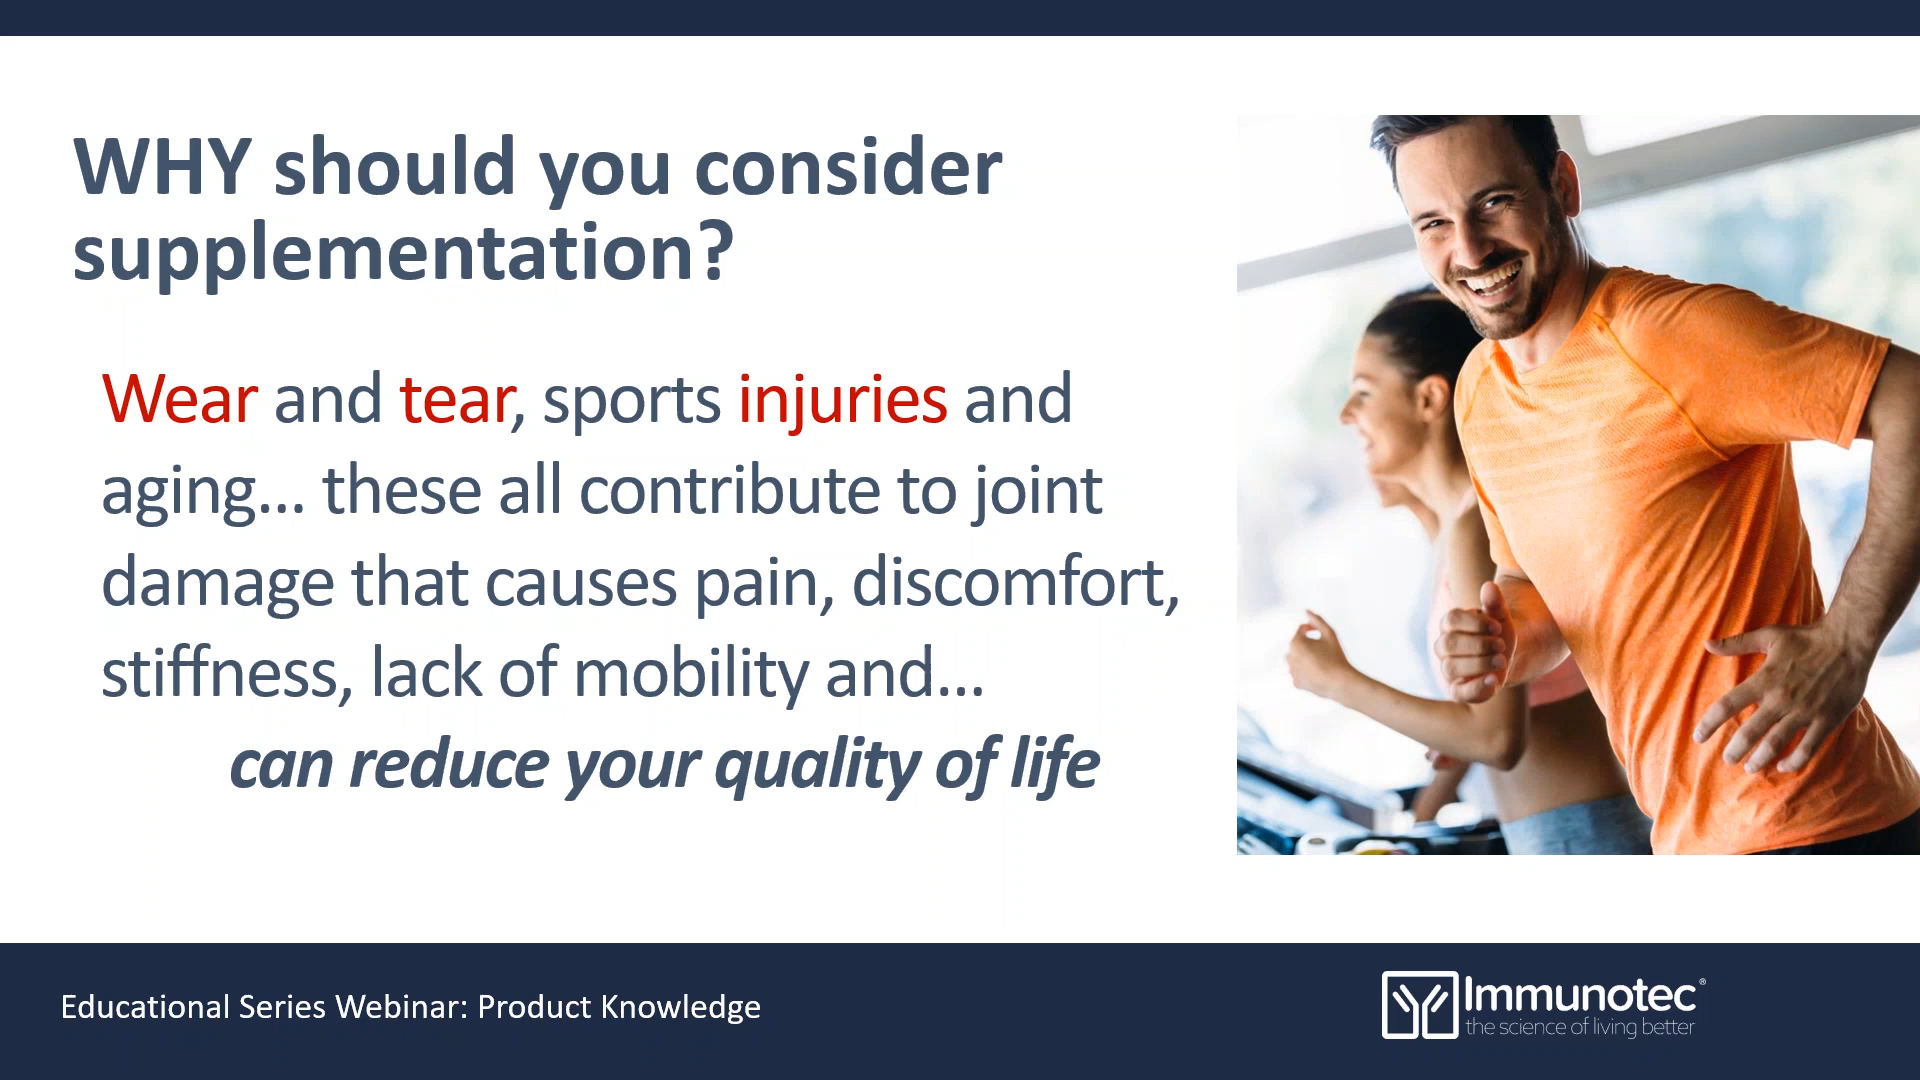 WHY should you consider
supplementation?
Wear and tear, sports injuries and
aging... these all contribute to joint
damage that causes pain, discomfort,
stiffness, lack of mobility and...
can reduce your quality of life
Educational Series Webinar: Product Knowledge
Immunotec®
the science of living better